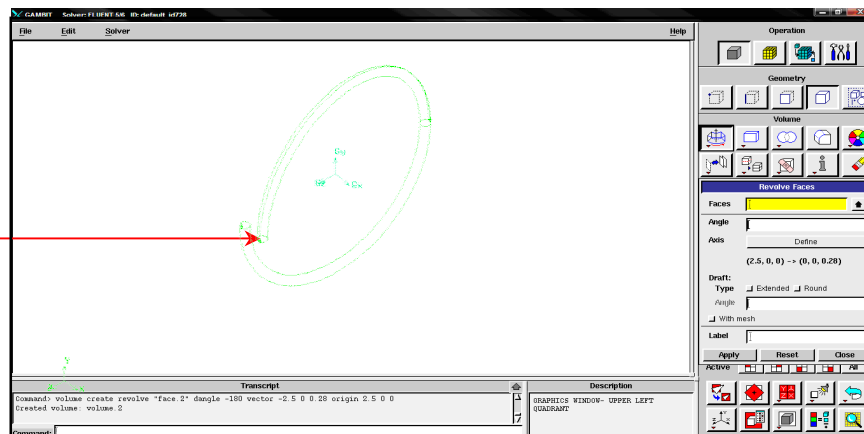 GAMBIT Solver: FLUENT 5/6 ID: default_id728
File Edit Solver Help
Operation
Geometry
Volume
Revolve Faces
Faces
Angle
Axis Define
(2.5, 0, 0) -> (0, 0, 0.28)
Draft:
Type Extended Round
Angle
With mesh
Label
Apply Reset Close
Active All
Y
Transcript
Command> volume create revolve "face.2" dangle -180 vector -2.5 0 0.28 origin 2.5 0 0
Created volume: volume.2
Command:
Description
GRAPHICS WINDOW- UPPER LEFT
QUADRANT